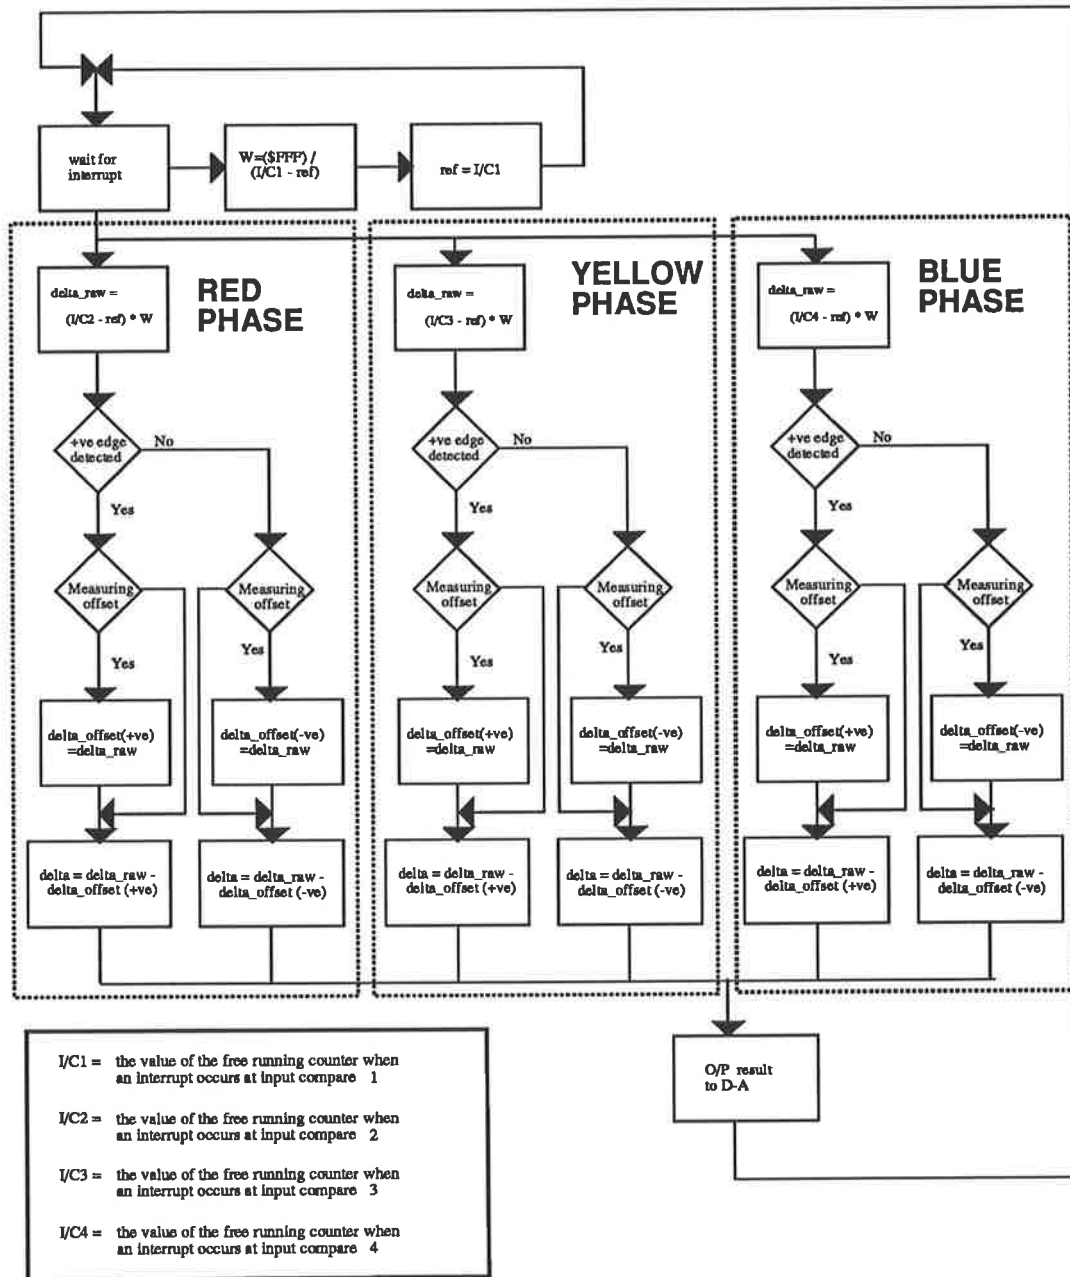 wait for
interrupt
W=($FFF) /
(I/C1 - ref)
ref = I/C1
RED
PHASE
delta_raw =
(I/C2 - ref) * W
+ve edge
detected
No
Yes
Measuring
offset
Measuring
offset
Yes
Yes
delta_offset(+ve)
=delta_raw
delta_offset(-ve)
=delta_raw
delta = delta_raw -
delta_offset (+ve)
delta = delta_raw -
delta_offset (-ve)
YELLOW
PHASE
delta_raw =
(I/C3 - ref) * W
+ve edge
detected
No
Yes
Measuring
offset
Measuring
offset
Yes
Yes
delta_offset(+ve)
=delta_raw
delta_offset(-ve)
=delta_raw
delta = delta_raw -
delta_offset (+ve)
delta = delta_raw -
delta_offset (-ve)
BLUE
PHASE
delta_raw =
(I/C4 - ref) * W
+ve edge
detected
No
Yes
Measuring
offset
Measuring
offset
Yes
Yes
delta_offset(+ve)
=delta_raw
delta_offset(-ve)
=delta_raw
delta = delta_raw -
delta_offset (+ve)
delta = delta_raw -
delta_offset (-ve)
O/P result
to D-A
I/C1 = the value of the free running counter when
an interrupt occurs at input compare 1
I/C2 = the value of the free running counter when
an interrupt occurs at input compare 2
I/C3 = the value of the free running counter when
an interrupt occurs at input compare 3
I/C4 = the value of the free running counter when
an interrupt occurs at input compare 4